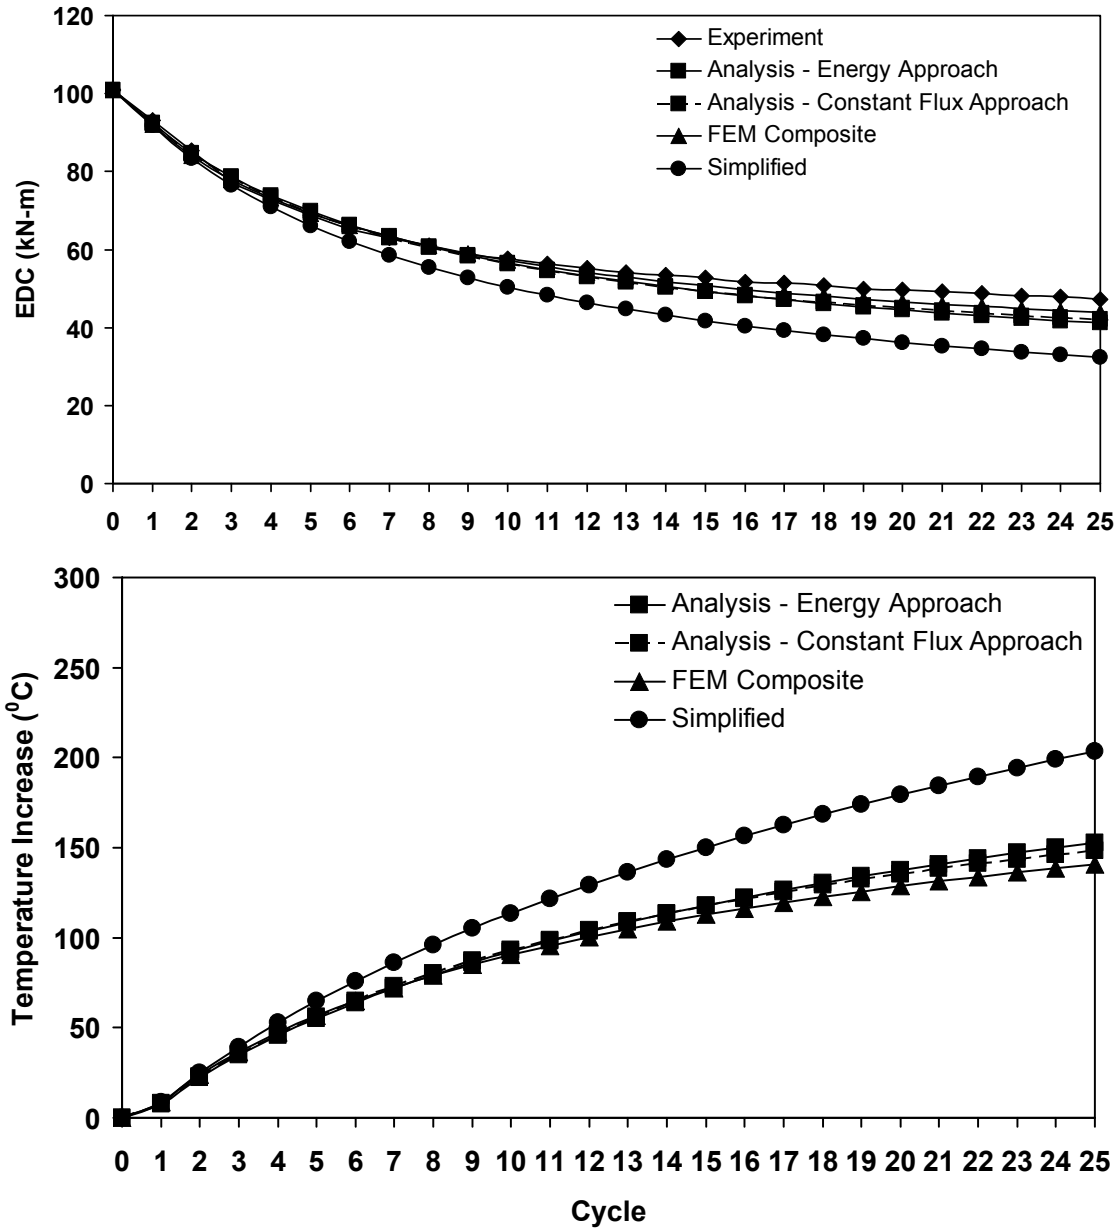 120
100
80
60
40
20
0
EDC (kN-m)
Experiment
Analysis - Energy Approach
Analysis - Constant Flux Approach
FEM Composite
Simplified
0 1 2 3 4 5 6 7 8 9 10 11 12 13 14 15 16 17 18 19 20 21 22 23 24 25
300
250
200
150
100
50
0
Temperature Increase (⁰C)
Analysis - Energy Approach
Analysis - Constant Flux Approach
FEM Composite
Simplified
0 1 2 3 4 5 6 7 8 9 10 11 12 13 14 15 16 17 18 19 20 21 22 23 24 25
Cycle